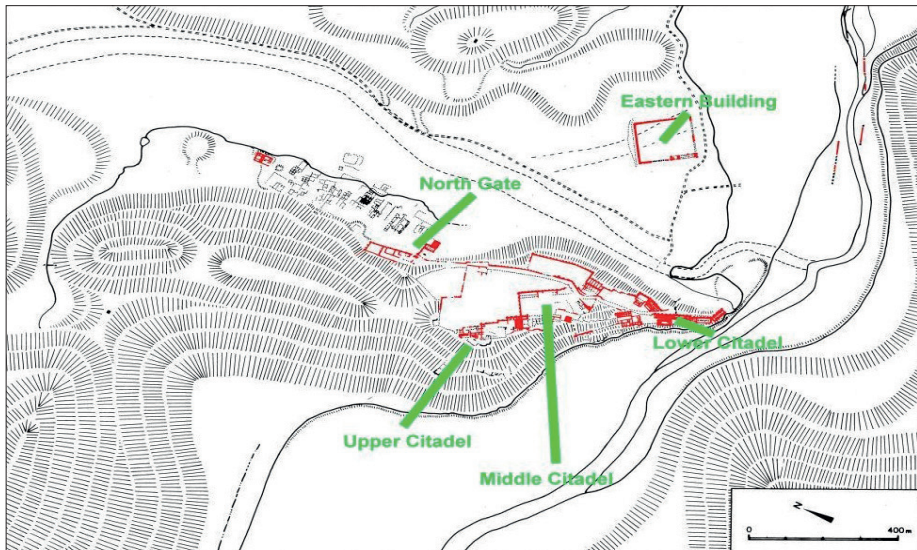 Eastern Building
North Gate
Lower Citadel
Upper Citadel
Middle Citadel
N
0 400 m